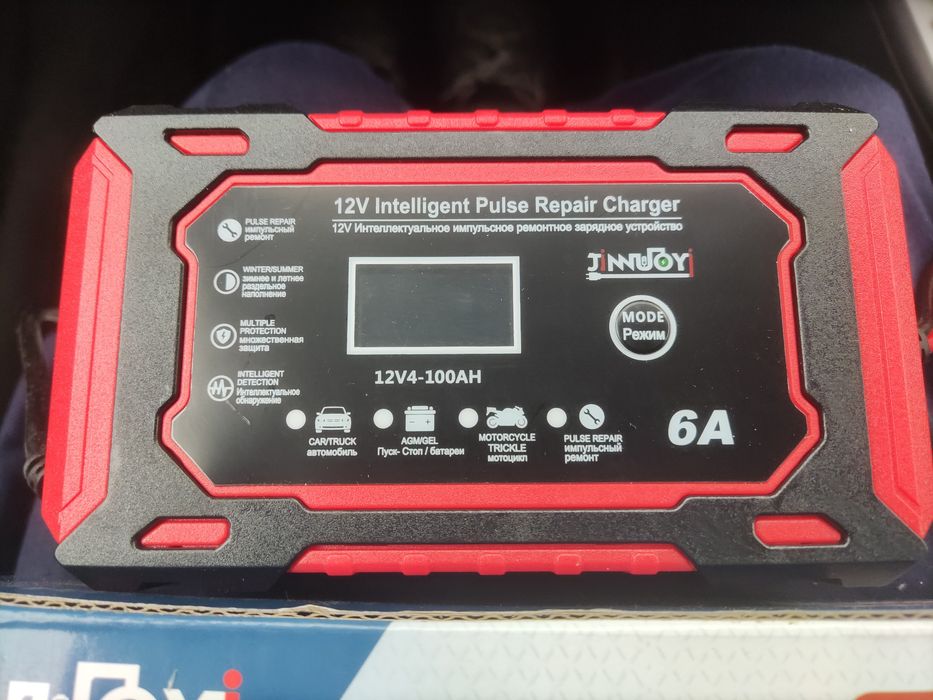 12V Intelligent Pulse Repair Charger
12V Интеллектуальное импульсное ремонтное зарядное устройство
PULSE REPAIR
импульсный
ремонт
WINTER/SUMMER
зимнее и летнее
раздельное
наполнение
MULTIPLE
PROTECTION
множественная
защита
INTELLIGENT
DETECTION
Интеллектуальное
обнаружение
JiNNUOYi
MODE
Режим
12V4-100AH
CAR/TRUCK
автомобиль
AGM/GEL
Пуск- Стоп / батареи
MOTORCYCLE
TRICKLE
мотоцикл
PULSE REPAIR
импульсный
ремонт
6A